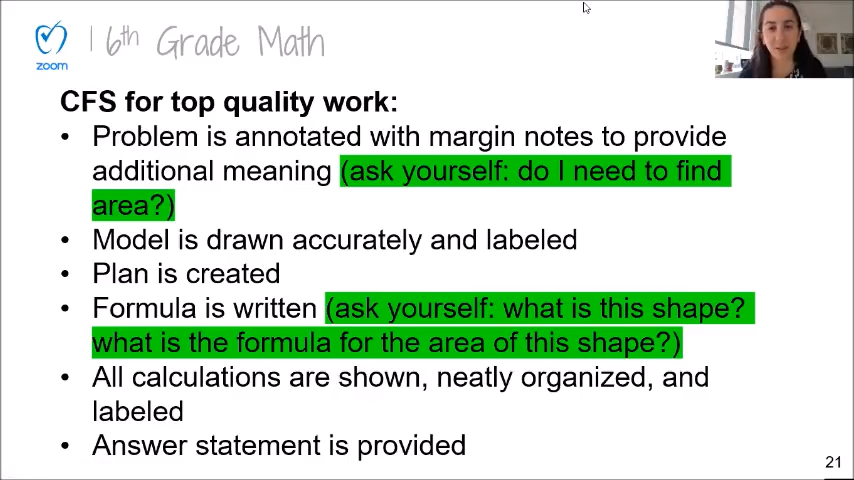 zoom
| 6th Grade Math
CFS for top quality work:
• Problem is annotated with margin notes to provide
additional meaning (ask yourself: do I need to find
area?)
• Model is drawn accurately and labeled
• Plan is created
• Formula is written (ask yourself: what is this shape?
what is the formula for the area of this shape?)
• All calculations are shown, neatly organized, and
labeled
• Answer statement is provided
21